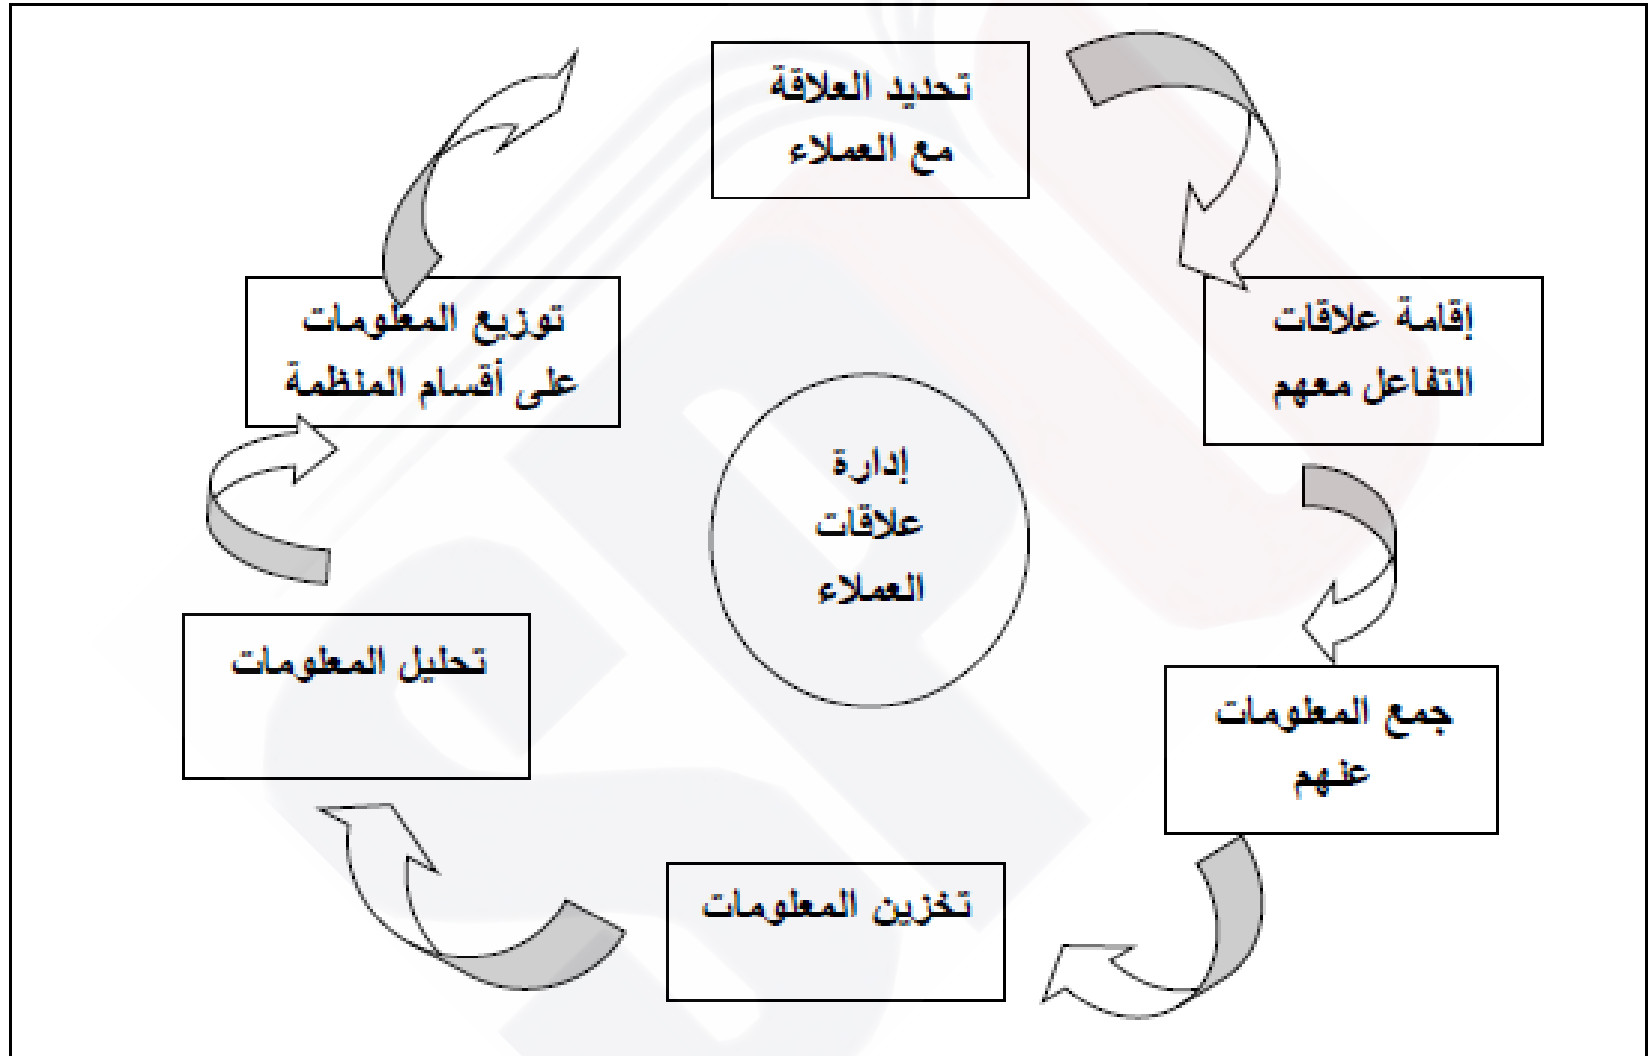 تحديد العلاقة
مع العملاء
إقامة علاقات
التفاعل معهم
جمع المعلومات
عنهم
تخزين المعلومات
تحليل المعلومات
توزيع المعلومات
على أقسام المنظمة
إدارة
علاقات
العملاء